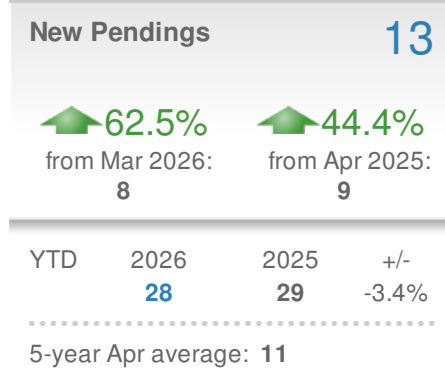 New Pendings 13
62.5% 44.4%
from Mar 2026: from Apr 2025:
8 9
YTD 2026 2025 +/-
28 29 -3.4%
5-year Apr average: 11